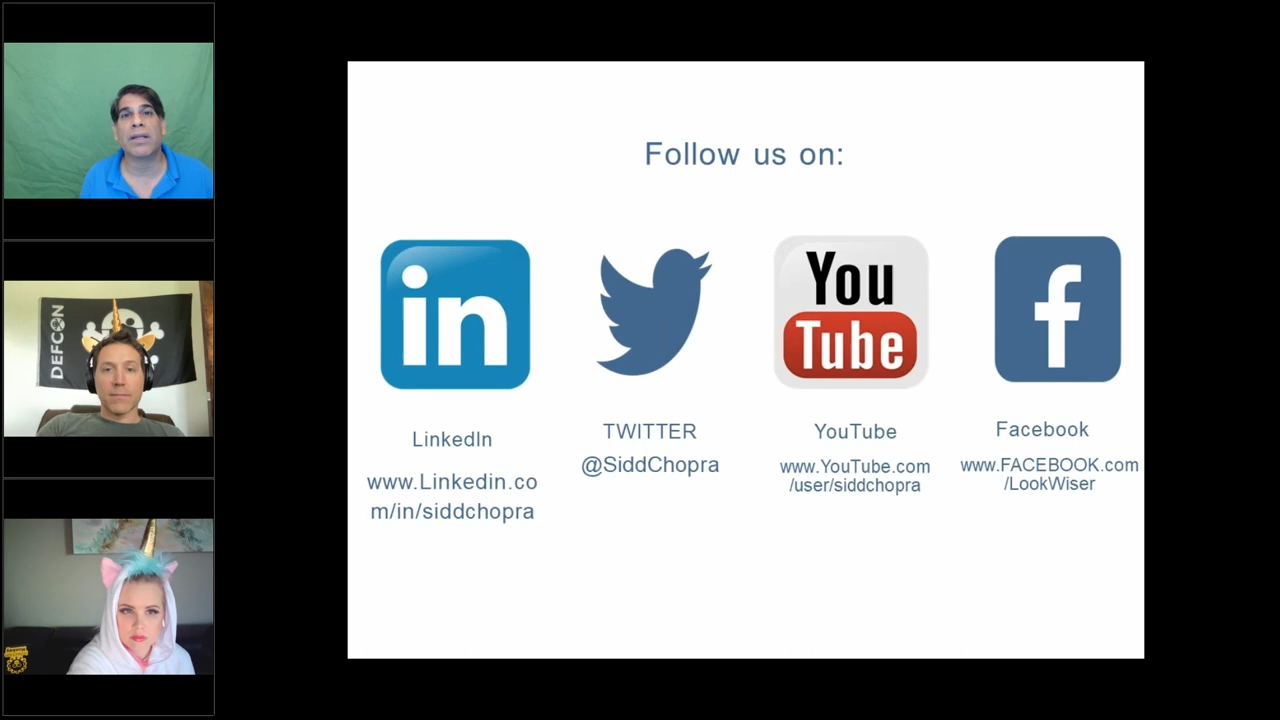 Follow us on:
in
You
Tube
f
LinkedIn
TWITTER
YouTube
Facebook
www.Linkedin.co
m/in/siddchopra
@SiddChopra
www.YouTube.com
/user/siddchopra
www.FACEBOOK.com
/LookWiser
DEFCON